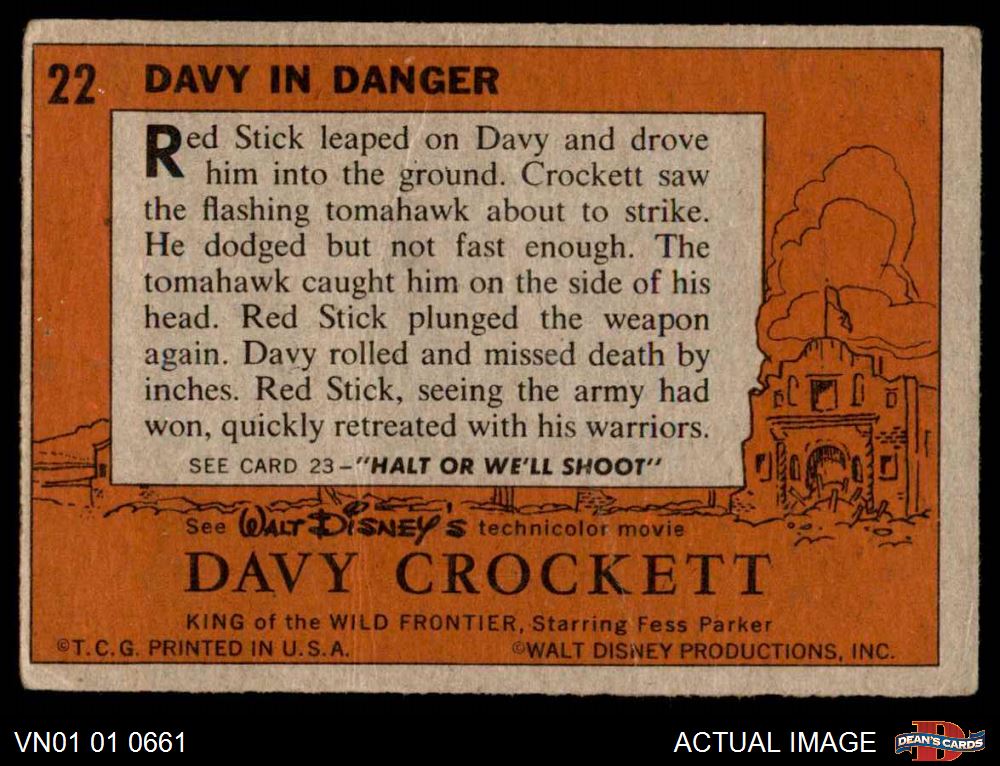 22 DAVY IN DANGER
Red Stick leaped on Davy and drove
him into the ground. Crockett saw
the flashing tomahawk about to strike.
He dodged but not fast enough. The
tomahawk caught him on the side of his
head. Red Stick plunged the weapon
again. Davy rolled and missed death by
inches. Red Stick, seeing the army had
won, quickly retreated with his warriors.
SEE CARD 23–"HALT OR WE'LL SHOOT"
See WALT DISNEY'S technicolor movie
DAVY CROCKETT
KING of the WILD FRONTIER, Starring Fess Parker
©T.C.G. PRINTED IN U.S.A. ©WALT DISNEY PRODUCTIONS, INC.
VN01 01 0661 ACTUAL IMAGE D DEAN'S CARDS